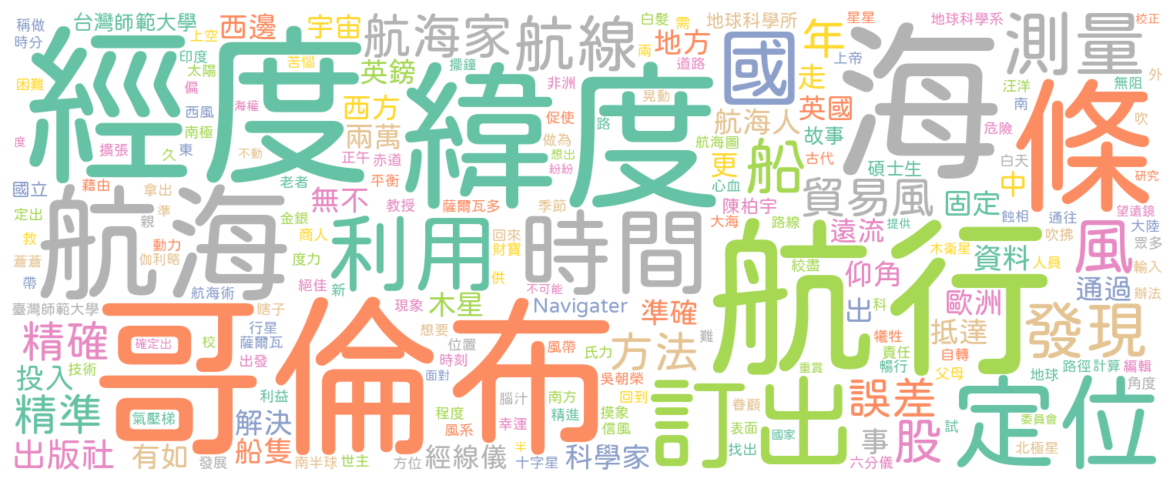 稱做
時分
台灣師範大學
上空
印度
困難
太陽
偏
西邊
宇宙
苦惱
擺鐘
英鎊
航海家
航線
非洲
地方
道路
白髮
需
兩
國
地球科學所
年
星星
上帝
走
地球科學系
測量
校正
外
無阻
吹
汪洋
南
危險
經度
緯度
海
條
西風
南極
海權
度
擴張
久
東
不動
正午
西方
兩萬
赤道
平衡
促使
做為
想出
紛紛
路
晃動
航海圖
航海人
更
心血
船
英國
故事
古代
碩士生
中
白天
研究
國立
藉由
拿出
老者
無不
教授
薩爾瓦多
季節
大海
陳柏宇
貿易風
固定
蝕相
望遠鏡
通往
大陸
定出
親
準
救
蒼蒼
帶
航海
動力
伽利略
航海術
金銀
商人
度力
絕佳
新
利用
回來
財寶
供
不可能
時間
路線
提供
遠流
絞盡
木衛星
資料
人員
吹拂
風
眾多
輸入
通過
辦法
臺灣師範大學
瞎子
行星
薩爾瓦
現象
木星
Navigater
準確
仰角
出
科
歐洲
航行
犧牲
抵達
發現
精確
確定出
校
技術
出發
哥倫布
想要
位置
時刻
面對
風帶
氏力
方法
難
重賞
責任
暢行
自轉
父母
地球
路徑
計算
編輯
角度
投入
精準
氣壓梯
利益
解決
吳朝榮
回到
腦汁
程度
風系
幸運
南方
精進
摸象
信風
訂出
眷顧
表面
找出
國家
誤差
股
事
試
委員會
北極星
定位
出版社
有如
發展
船隻
南半球
世主
方位
經線儀
半
十字星
科學家
六分儀